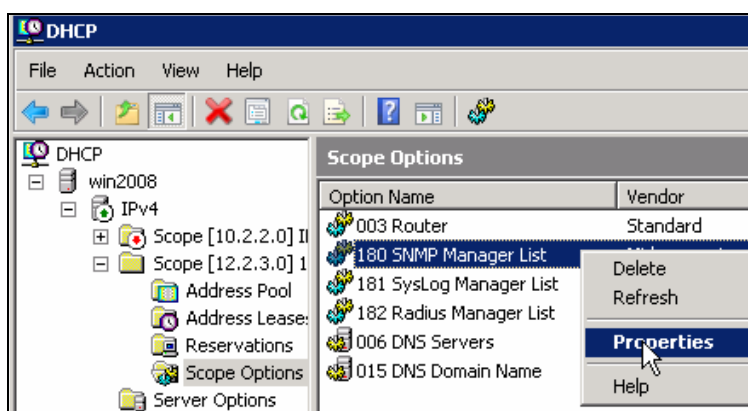 DHCP
File Action View Help
DHCP
win2008
IPv4
Scope [10.2.2.0]
Scope [12.2.3.0] 1
Address Pool
Address Lease
Reservations
Scope Options
Server Options
Scope Options
Option Name Vendor
003 Router Standard
180 SNMP Manager List
181 SysLog Manager List
182 Radius Manager List
006 DNS Servers
015 DNS Domain Name
Delete
Refresh
Properties
Help